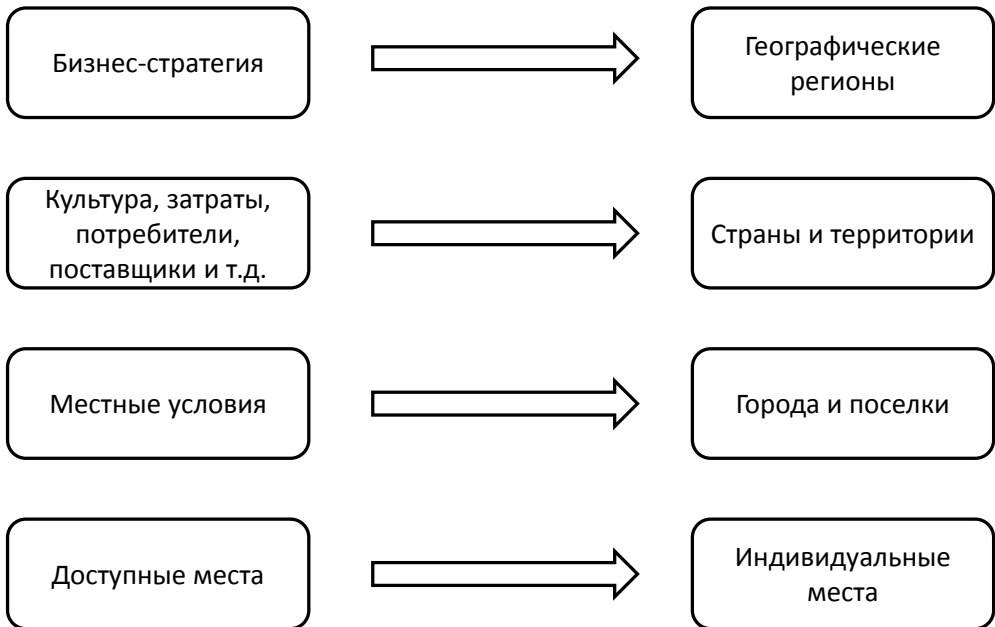 Бизнес-стратегия
Географические
регионы
Культура, затраты,
потребители,
поставщики и т.д.
Страны и территории
Местные условия
Города и поселки
Доступные места
Индивидуальные
места